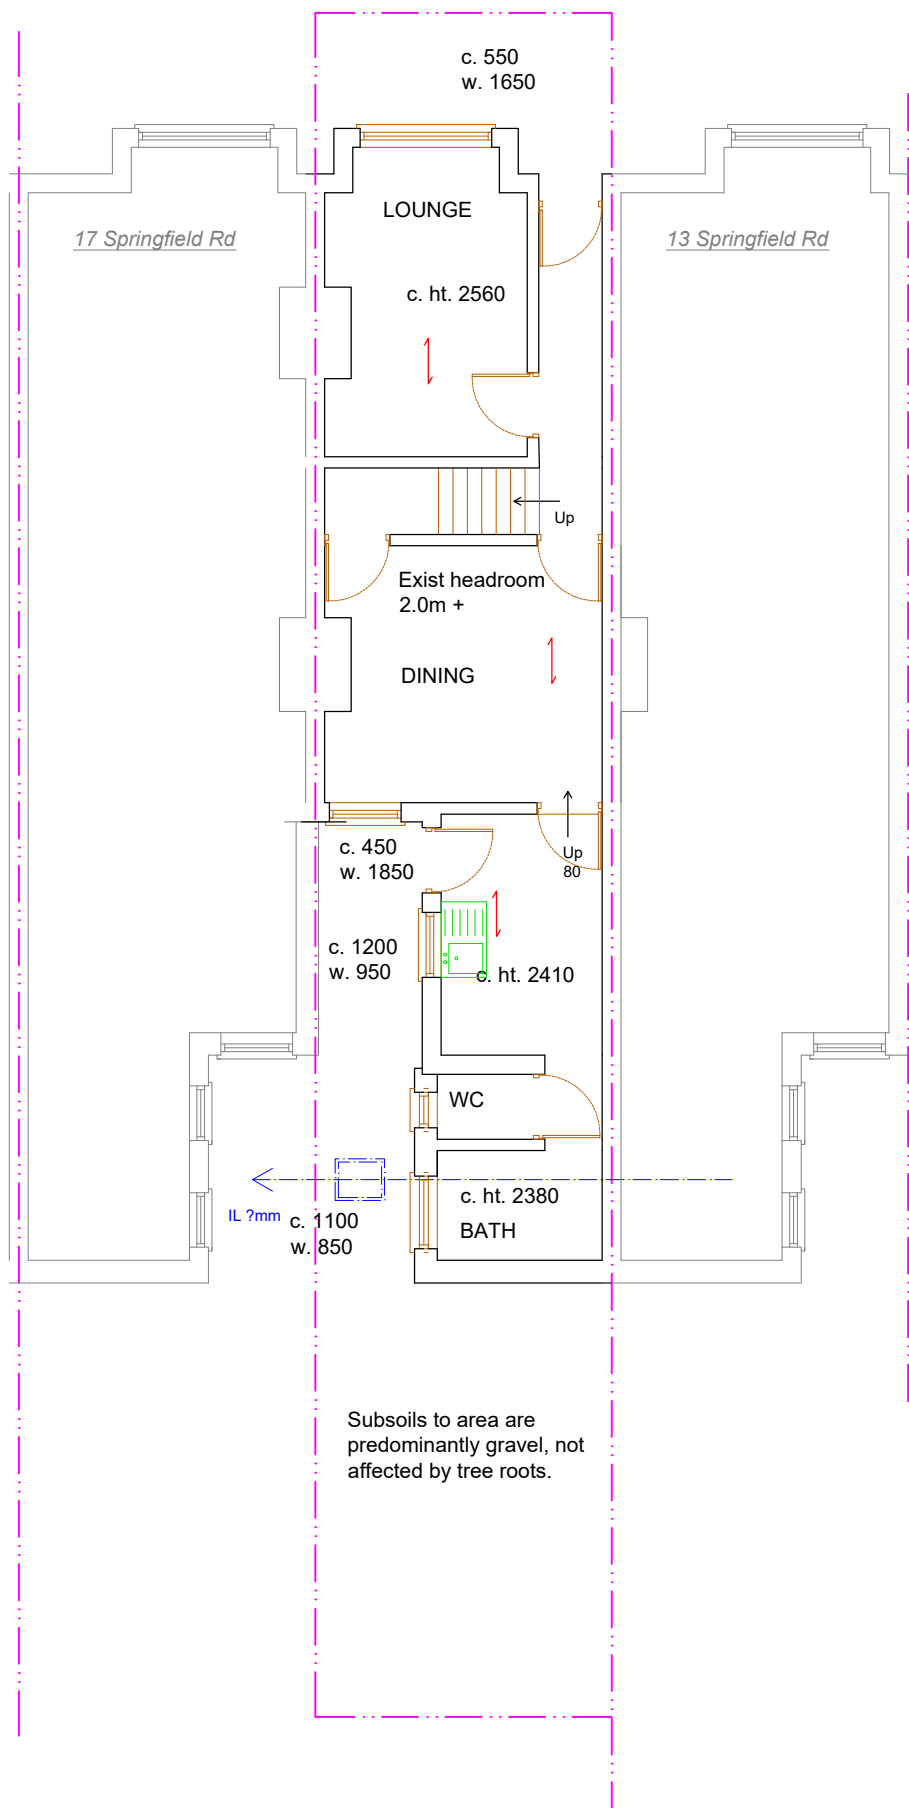 c. 550
w. 1650
LOUNGE
17 Springfield Rd
13 Springfield Rd
c. ht. 2560
Up
Exist headroom
2.0m +
DINING
c. 450
w. 1850
Up
80
c. 1200
w. 950
c. ht. 2410
WC
c. ht. 2380
BATH
IL ?mm
c. 1100
w. 850
Subsoils to area are
predominantly gravel, not
affected by tree roots.